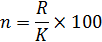 n = R/K × 100